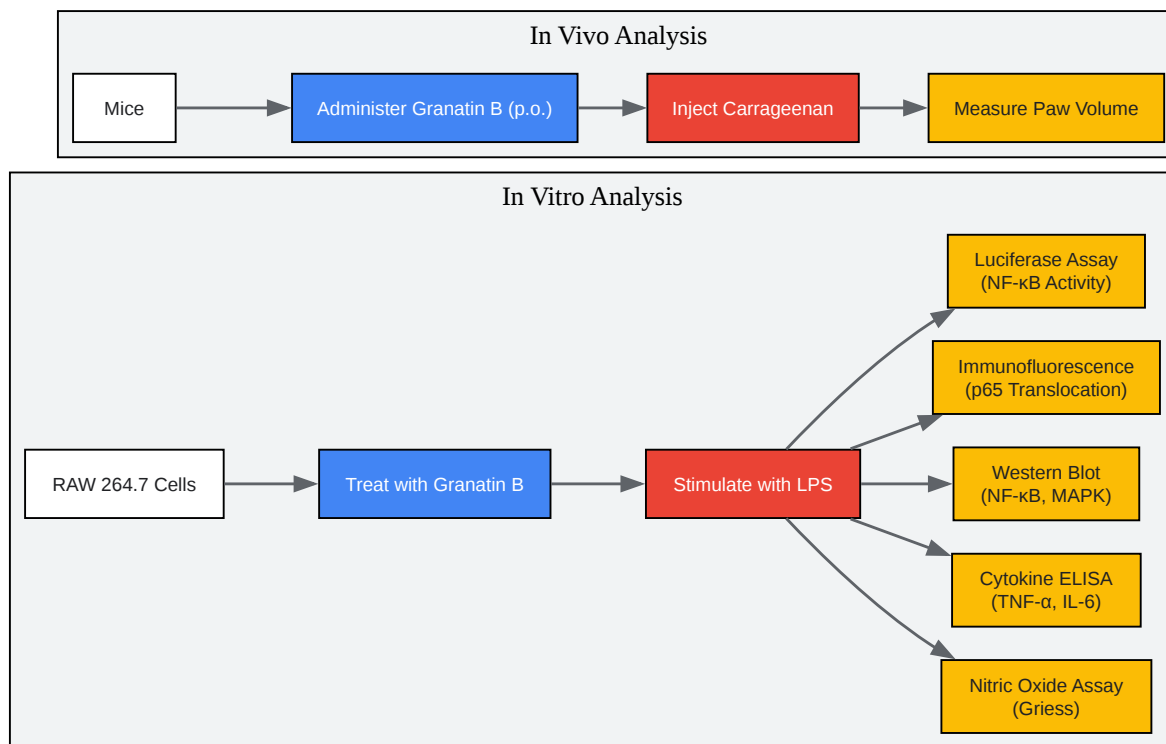 In Vivo Analysis
Mice
Administer Granatin B (p.o.)
Inject Carrageenan
Measure Paw Volume
In Vitro Analysis
Luciferase Assay
(NF-κB Activity)
Immunofluorescence
(p65 Translocation)
RAW 264.7 Cells
Treat with Granatin B
Stimulate with LPS
Western Blot
(NF-κB, MAPK)
Cytokine ELISA
(TNF-α, IL-6)
Nitric Oxide Assay
(Griess)